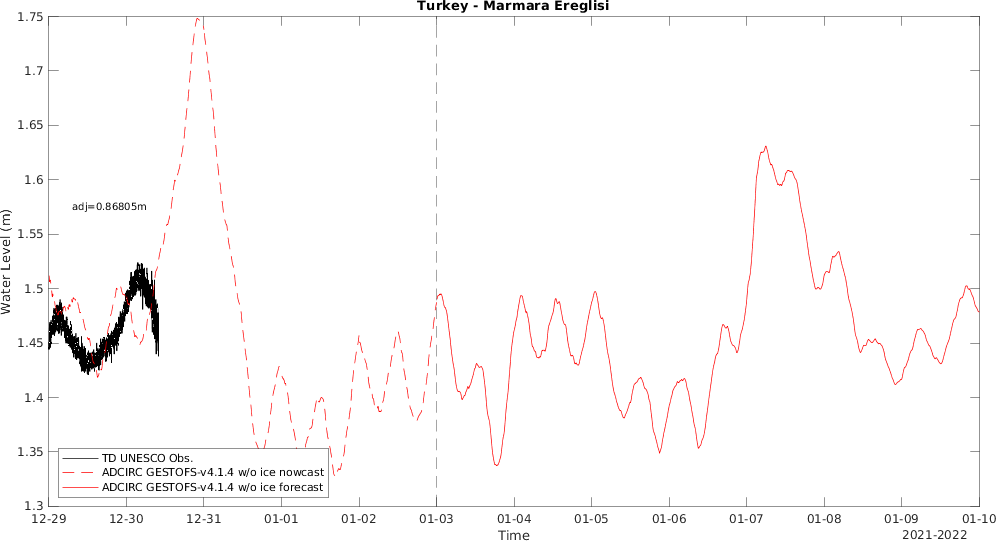 Turkey - Marmara Ereglisi
1.75
1.7
1.65
1.6
1.55
1.5
1.45
1.4
1.35
1.3
Water Level (m)
adj=0.86805m
TD UNESCO Obs.
ADCIRC GESTOFS-v4.1.4 w/o ice nowcast
ADCIRC GESTOFS-v4.1.4 w/o ice forecast
12-29 12-30 12-31 01-01 01-02 01-03 01-04 01-05 01-06 01-07 01-08 01-09 01-10
Time
2021-2022